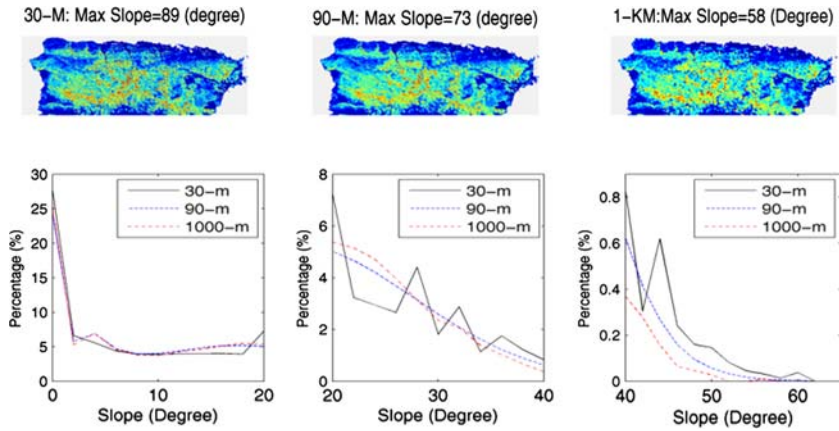 30-M: Max Slope=89 (degree)
90-M: Max Slope=73 (degree)
1-KM:Max Slope=58 (Degree)
30
25
20
15
10
5
0
Percentage (%)
30-m
90-m
1000-m
0
10
20
Slope (Degree)
8
6
4
2
0
Percentage (%)
30-m
90-m
1000-m
20
30
40
Slope (Degree)
0.8
0.6
0.4
0.2
0
Percentage (%)
30-m
90-m
1000-m
40
50
60
Slope (Degree)